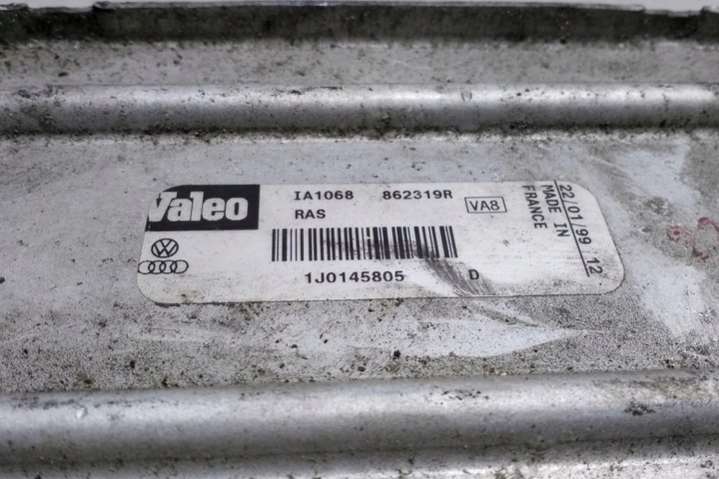 Valeo
IA1068 862319R
RAS
VA8
1J0145805 D
22/01/99 12
MADE IN
FRANCE